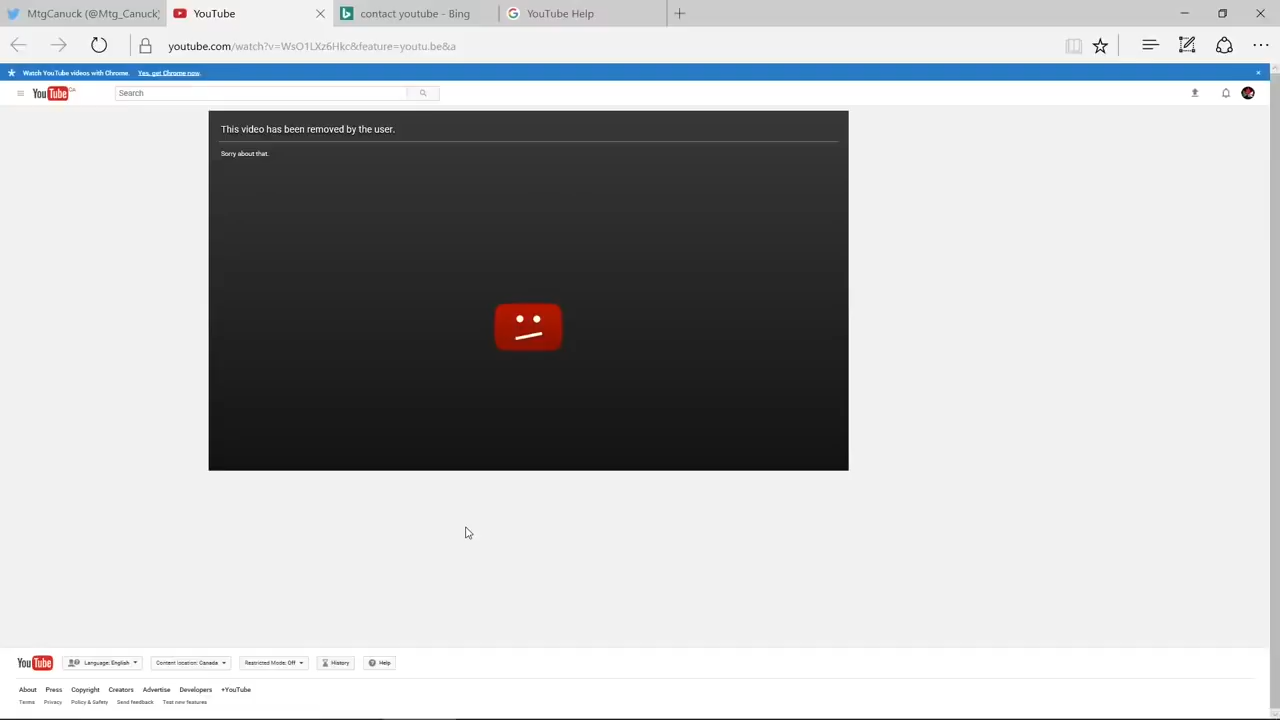 MtgCanuck (@Mtg_Canuck) YouTube contact youtube - Bing YouTube Help
youtube.com/watch?v=WsO1LXz6Hkc&feature=youtu.be&a
Watch YouTube videos with Chrome. Yes, get Chrome now.
YouTube CA Search
This video has been removed by the user.
Sorry about that.
YouTube Language: English Content location: Canada Restricted Mode: Off History Help
About Press Copyright Creators Advertise Developers +YouTube
Terms Privacy Policy & Safety Send feedback Test new features